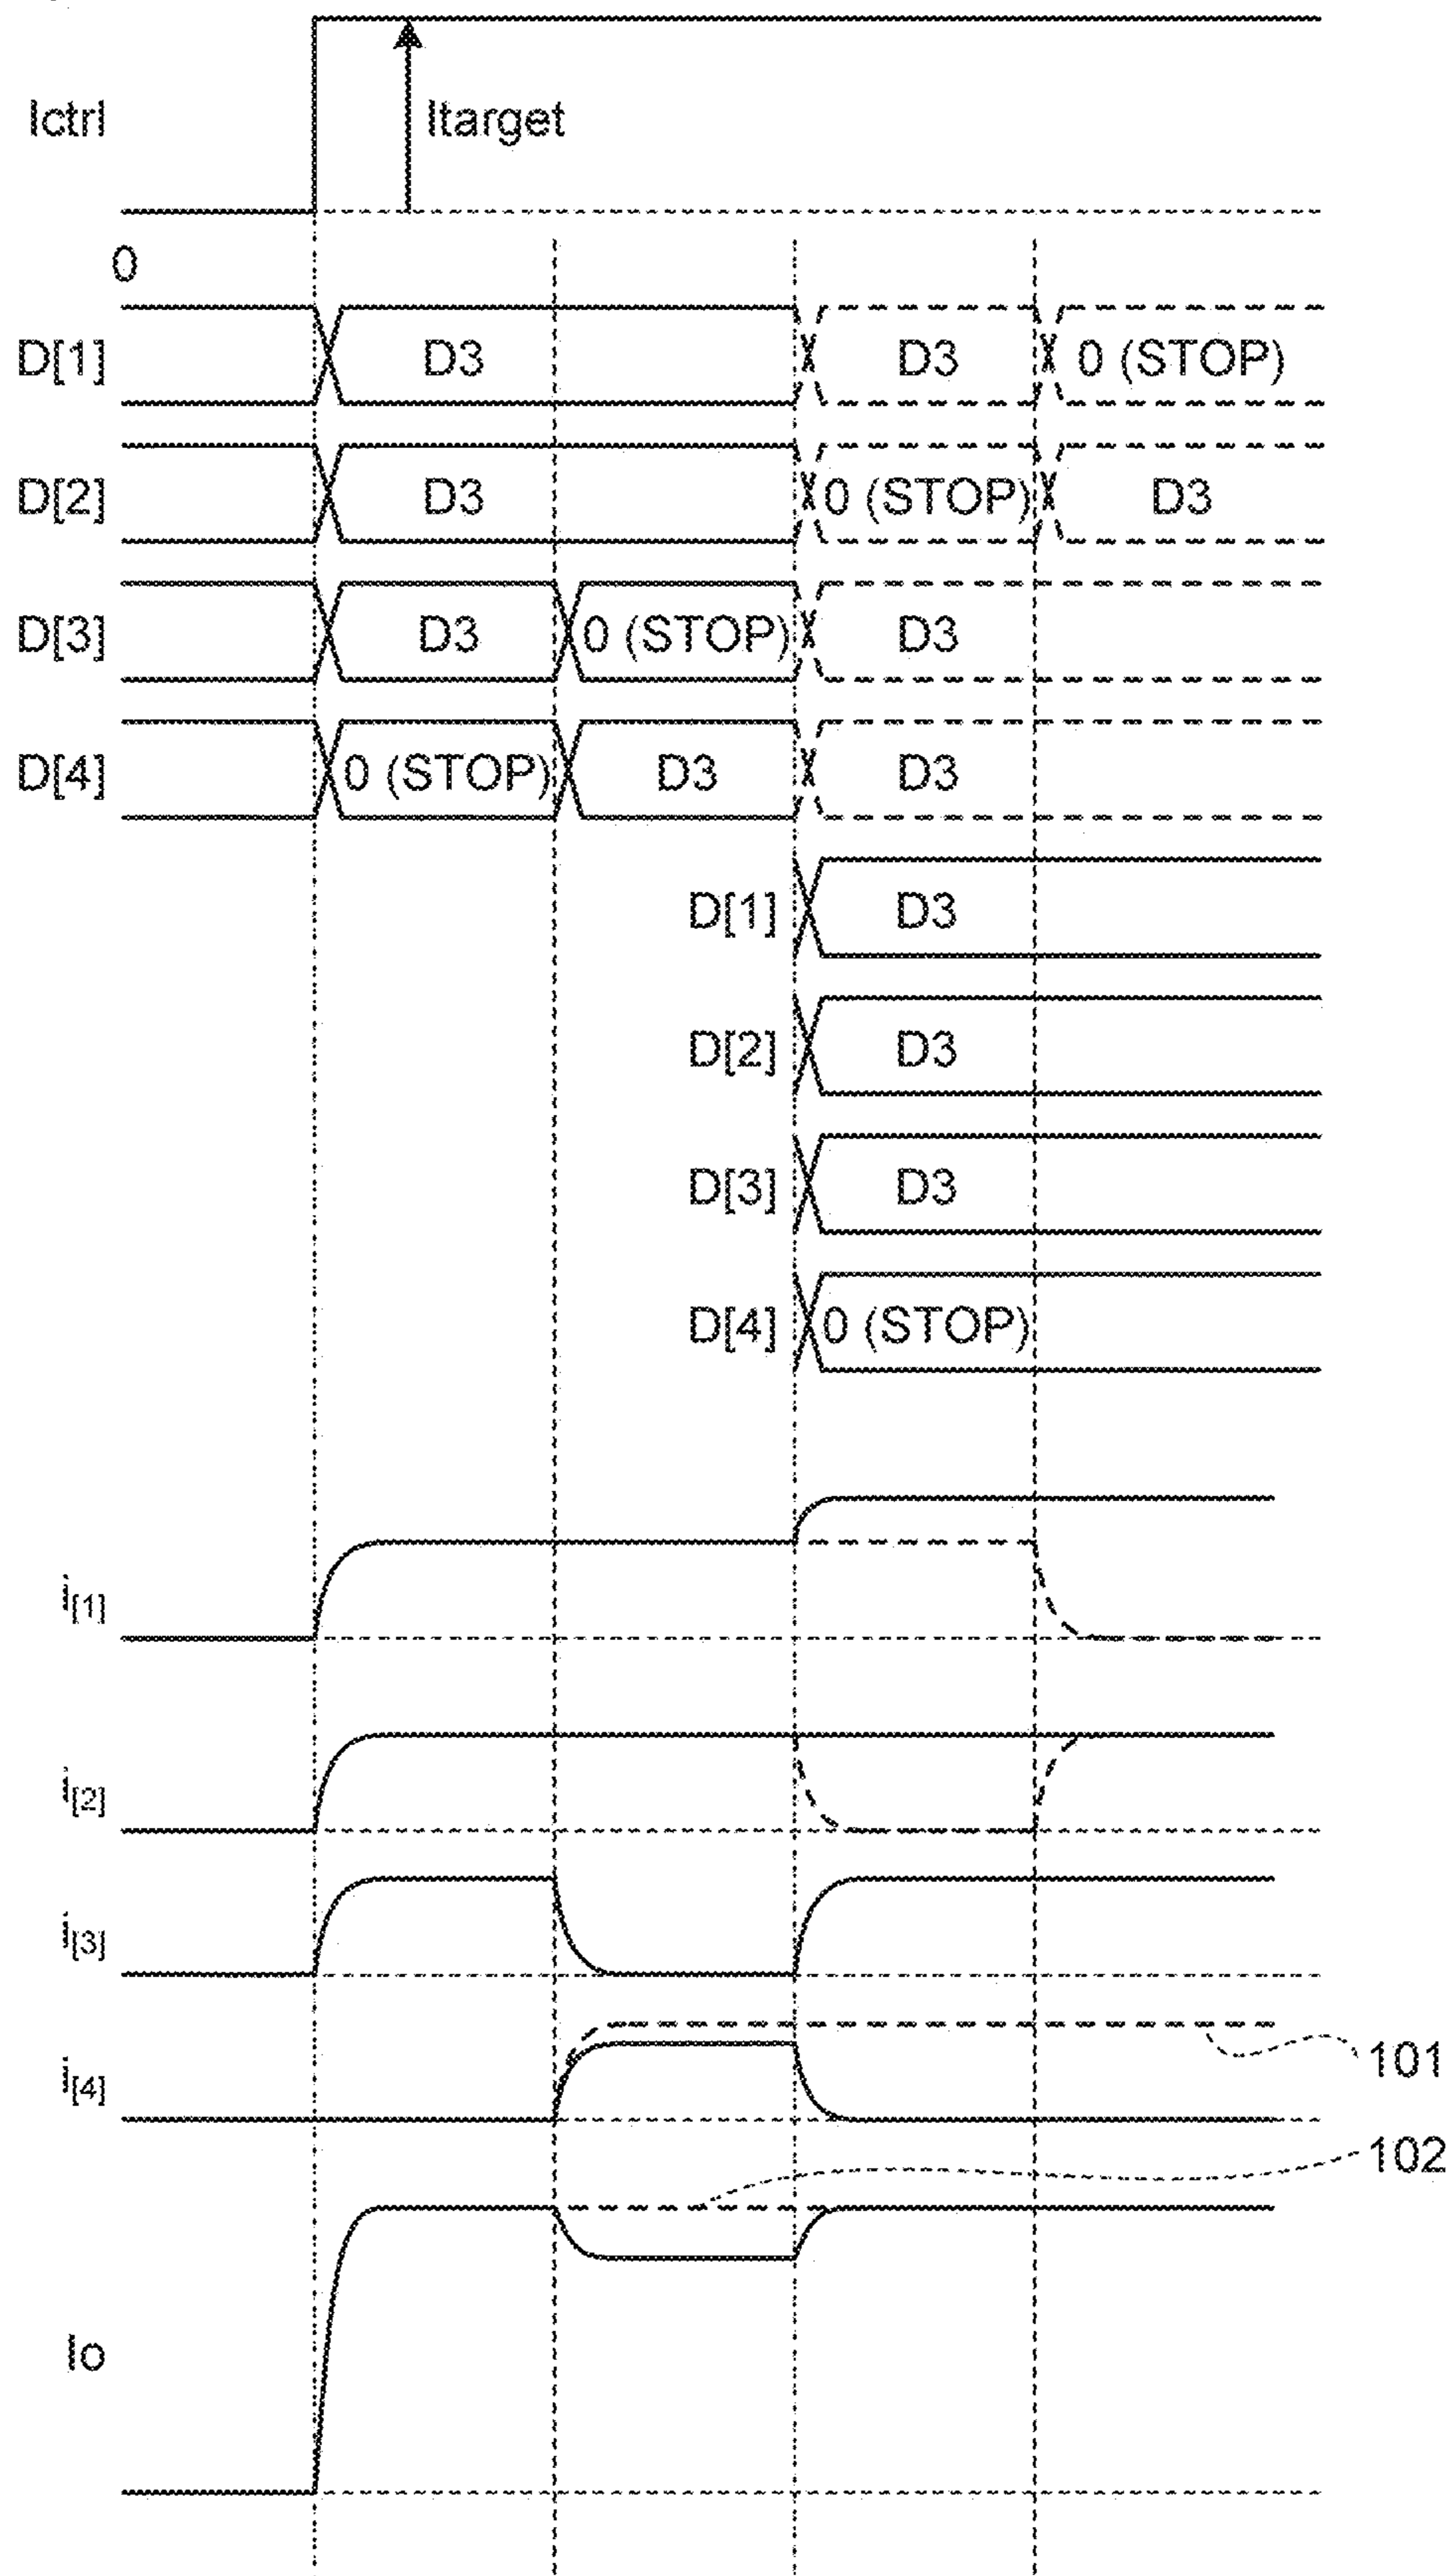 Ictrl
Itarget
0
D[1] D3 D3 0 (STOP)
D[2] D3 0 (STOP) D3
D[3] D3 0 (STOP) D3
D[4] 0 (STOP) D3 D3
D[1] D3
D[2] D3
D[3] D3
D[4] 0 (STOP)
i[1]
i[2]
i[3]
i[4]
101
102
Io